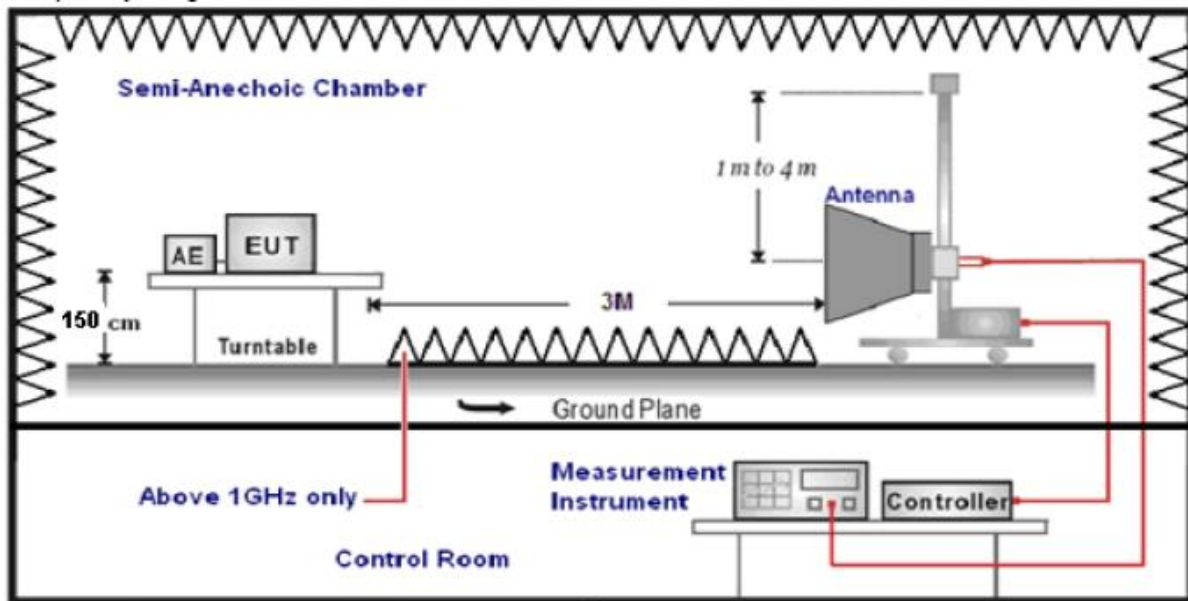 Semi-Anechoic Chamber
1 m to 4 m
Antenna
AE
EUT
150 cm
3M
Turntable
Ground Plane
Above 1GHz only
Measurement
Instrument
Controller
Control Room